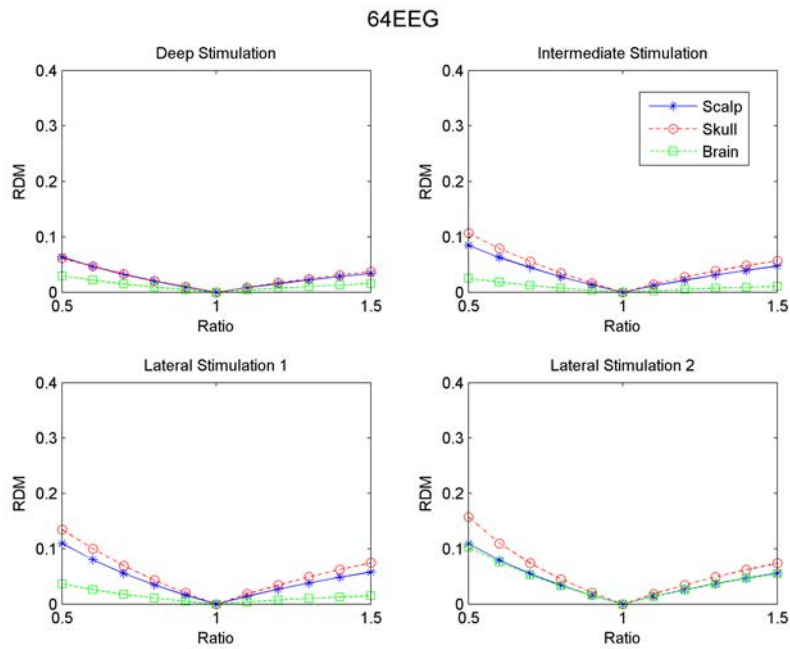 64EEG
Deep Stimulation
0.4
0.3
0.2
0.1
0
RDM
0.5
1
1.5
Ratio
Intermediate Stimulation
0.4
0.3
0.2
0.1
0
RDM
0.5
1
1.5
Ratio
Scalp
Skull
Brain
Lateral Stimulation 1
0.4
0.3
0.2
0.1
0
RDM
0.5
1
1.5
Ratio
Lateral Stimulation 2
0.4
0.3
0.2
0.1
0
RDM
0.5
1
1.5
Ratio